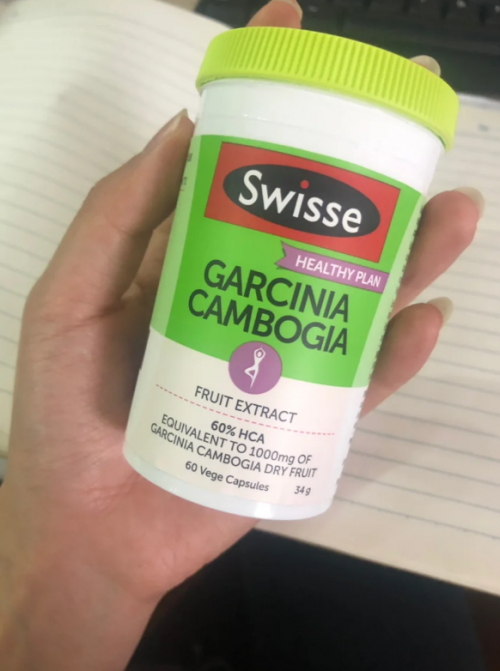 Swisse
HEALTHY PLAN
GARCINIA
CAMBOGIA
FRUIT EXTRACT
60% HCA
EQUIVALENT TO 1000mg OF
GARCINIA CAMBOGIA DRY FRUIT
60 Vege Capsules 34 g